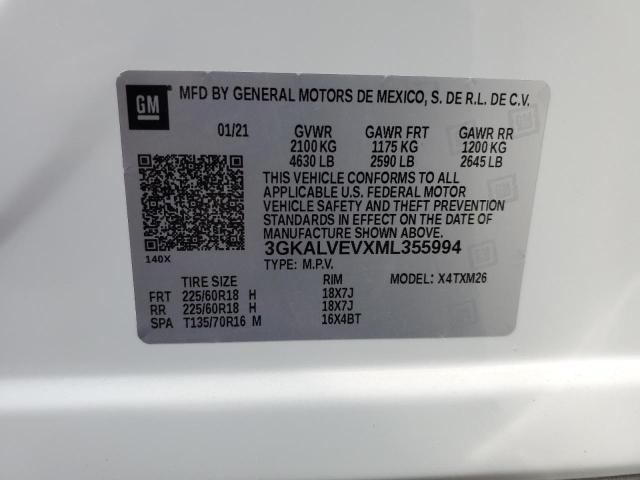 GM MFD BY GENERAL MOTORS DE MEXICO, S. DE R.L. DE C.V.
01/21 GVWR GAWR FRT GAWR RR
2100 KG 1175 KG 1200 KG
4630 LB 2590 LB 2645 LB
THIS VEHICLE CONFORMS TO ALL
APPLICABLE U.S. FEDERAL MOTOR
VEHICLE SAFETY AND THEFT PREVENTION
STANDARDS IN EFFECT ON THE DATE OF
MANUFACTURE SHOWN ABOVE.
3GKALVEVXML355994
140X
TYPE: M.P.V.
TIRE SIZE RIM MODEL: X4TXM26
FRT 225/60R18 H 18X7J
RR 225/60R18 H 18X7J
SPA T135/70R16 M 16X4BT